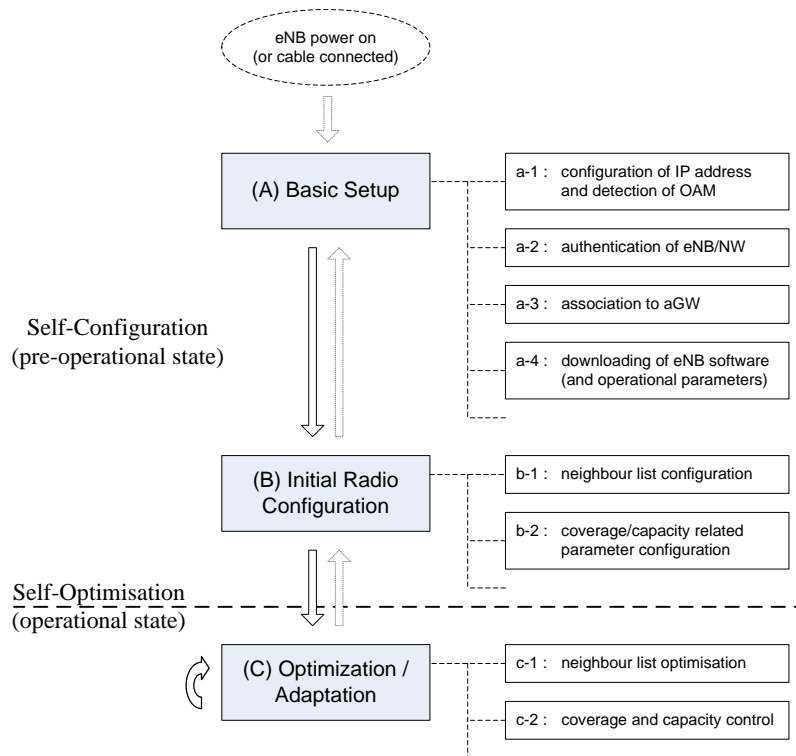 eNB power on
(or cable connected)
(A) Basic Setup
a-1 : configuration of IP address
and detection of OAM
a-2 : authentication of eNB/NW
a-3 : association to aGW
a-4 : downloading of eNB software
(and operational parameters)
Self-Configuration
(pre-operational state)
(B) Initial Radio
Configuration
b-1 : neighbour list configuration
b-2 : coverage/capacity related
parameter configuration
Self-Optimisation
(operational state)
(C) Optimization /
Adaptation
c-1 : neighbour list optimisation
c-2 : coverage and capacity control